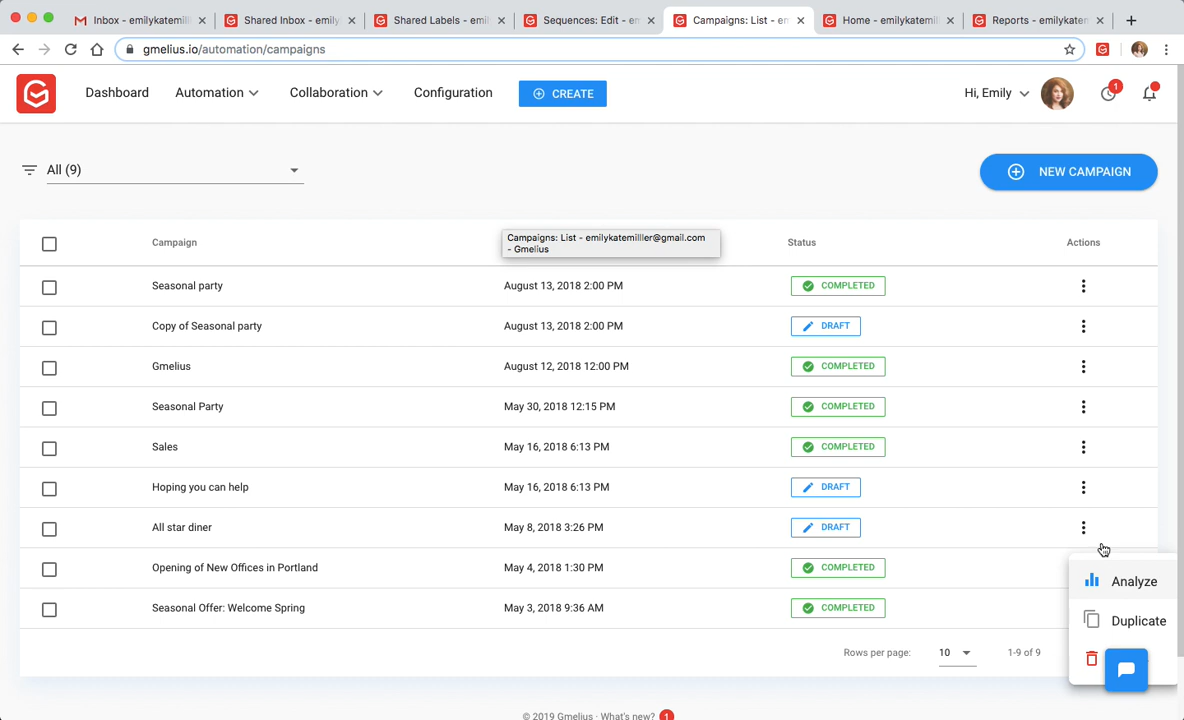 Inbox - emilykatemill
Shared Inbox - emily
Shared Labels - emil
Sequences: Edit - em
Campaigns: List - em
Home - emilykatemill
Reports - emilykatem
gmelius.io/automation/campaigns
Dashboard
Automation
Collaboration
Configuration
CREATE
Hi, Emily
1
All (9)
NEW CAMPAIGN
Campaign
Campaigns: List - emilykatemilller@gmail.com
- Gmelius
Status
Actions
Seasonal party August 13, 2018 2:00 PM COMPLETED
Copy of Seasonal party August 13, 2018 2:00 PM DRAFT
Gmelius August 12, 2018 12:00 PM COMPLETED
Seasonal Party May 30, 2018 12:15 PM COMPLETED
Sales May 16, 2018 6:13 PM COMPLETED
Hoping you can help May 16, 2018 6:13 PM DRAFT
All star diner May 8, 2018 3:26 PM DRAFT
Opening of New Offices in Portland May 4, 2018 1:30 PM COMPLETED
Seasonal Offer: Welcome Spring May 3, 2018 9:36 AM COMPLETED
Analyze
Duplicate
Rows per page: 10 1-9 of 9
© 2019 Gmelius · What's new? 1